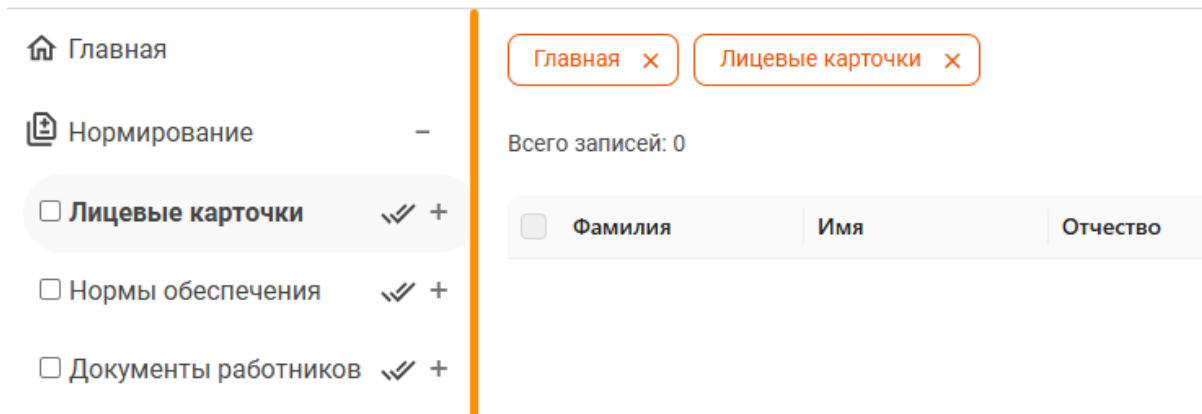 Главная
Нормирование
Лицевые карточки
Нормы обеспечения
Документы работников
Главная
Лицевые карточки
Всего записей: 0
Фамилия Имя Отчество